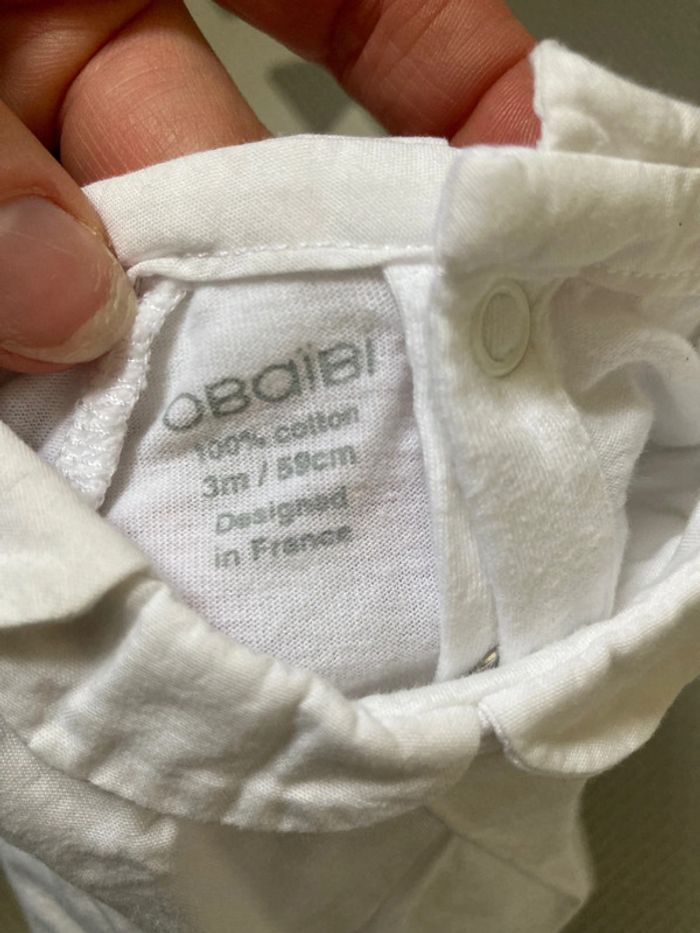 OBaïBI
100% cotton
3m / 59cm
Designed
in France